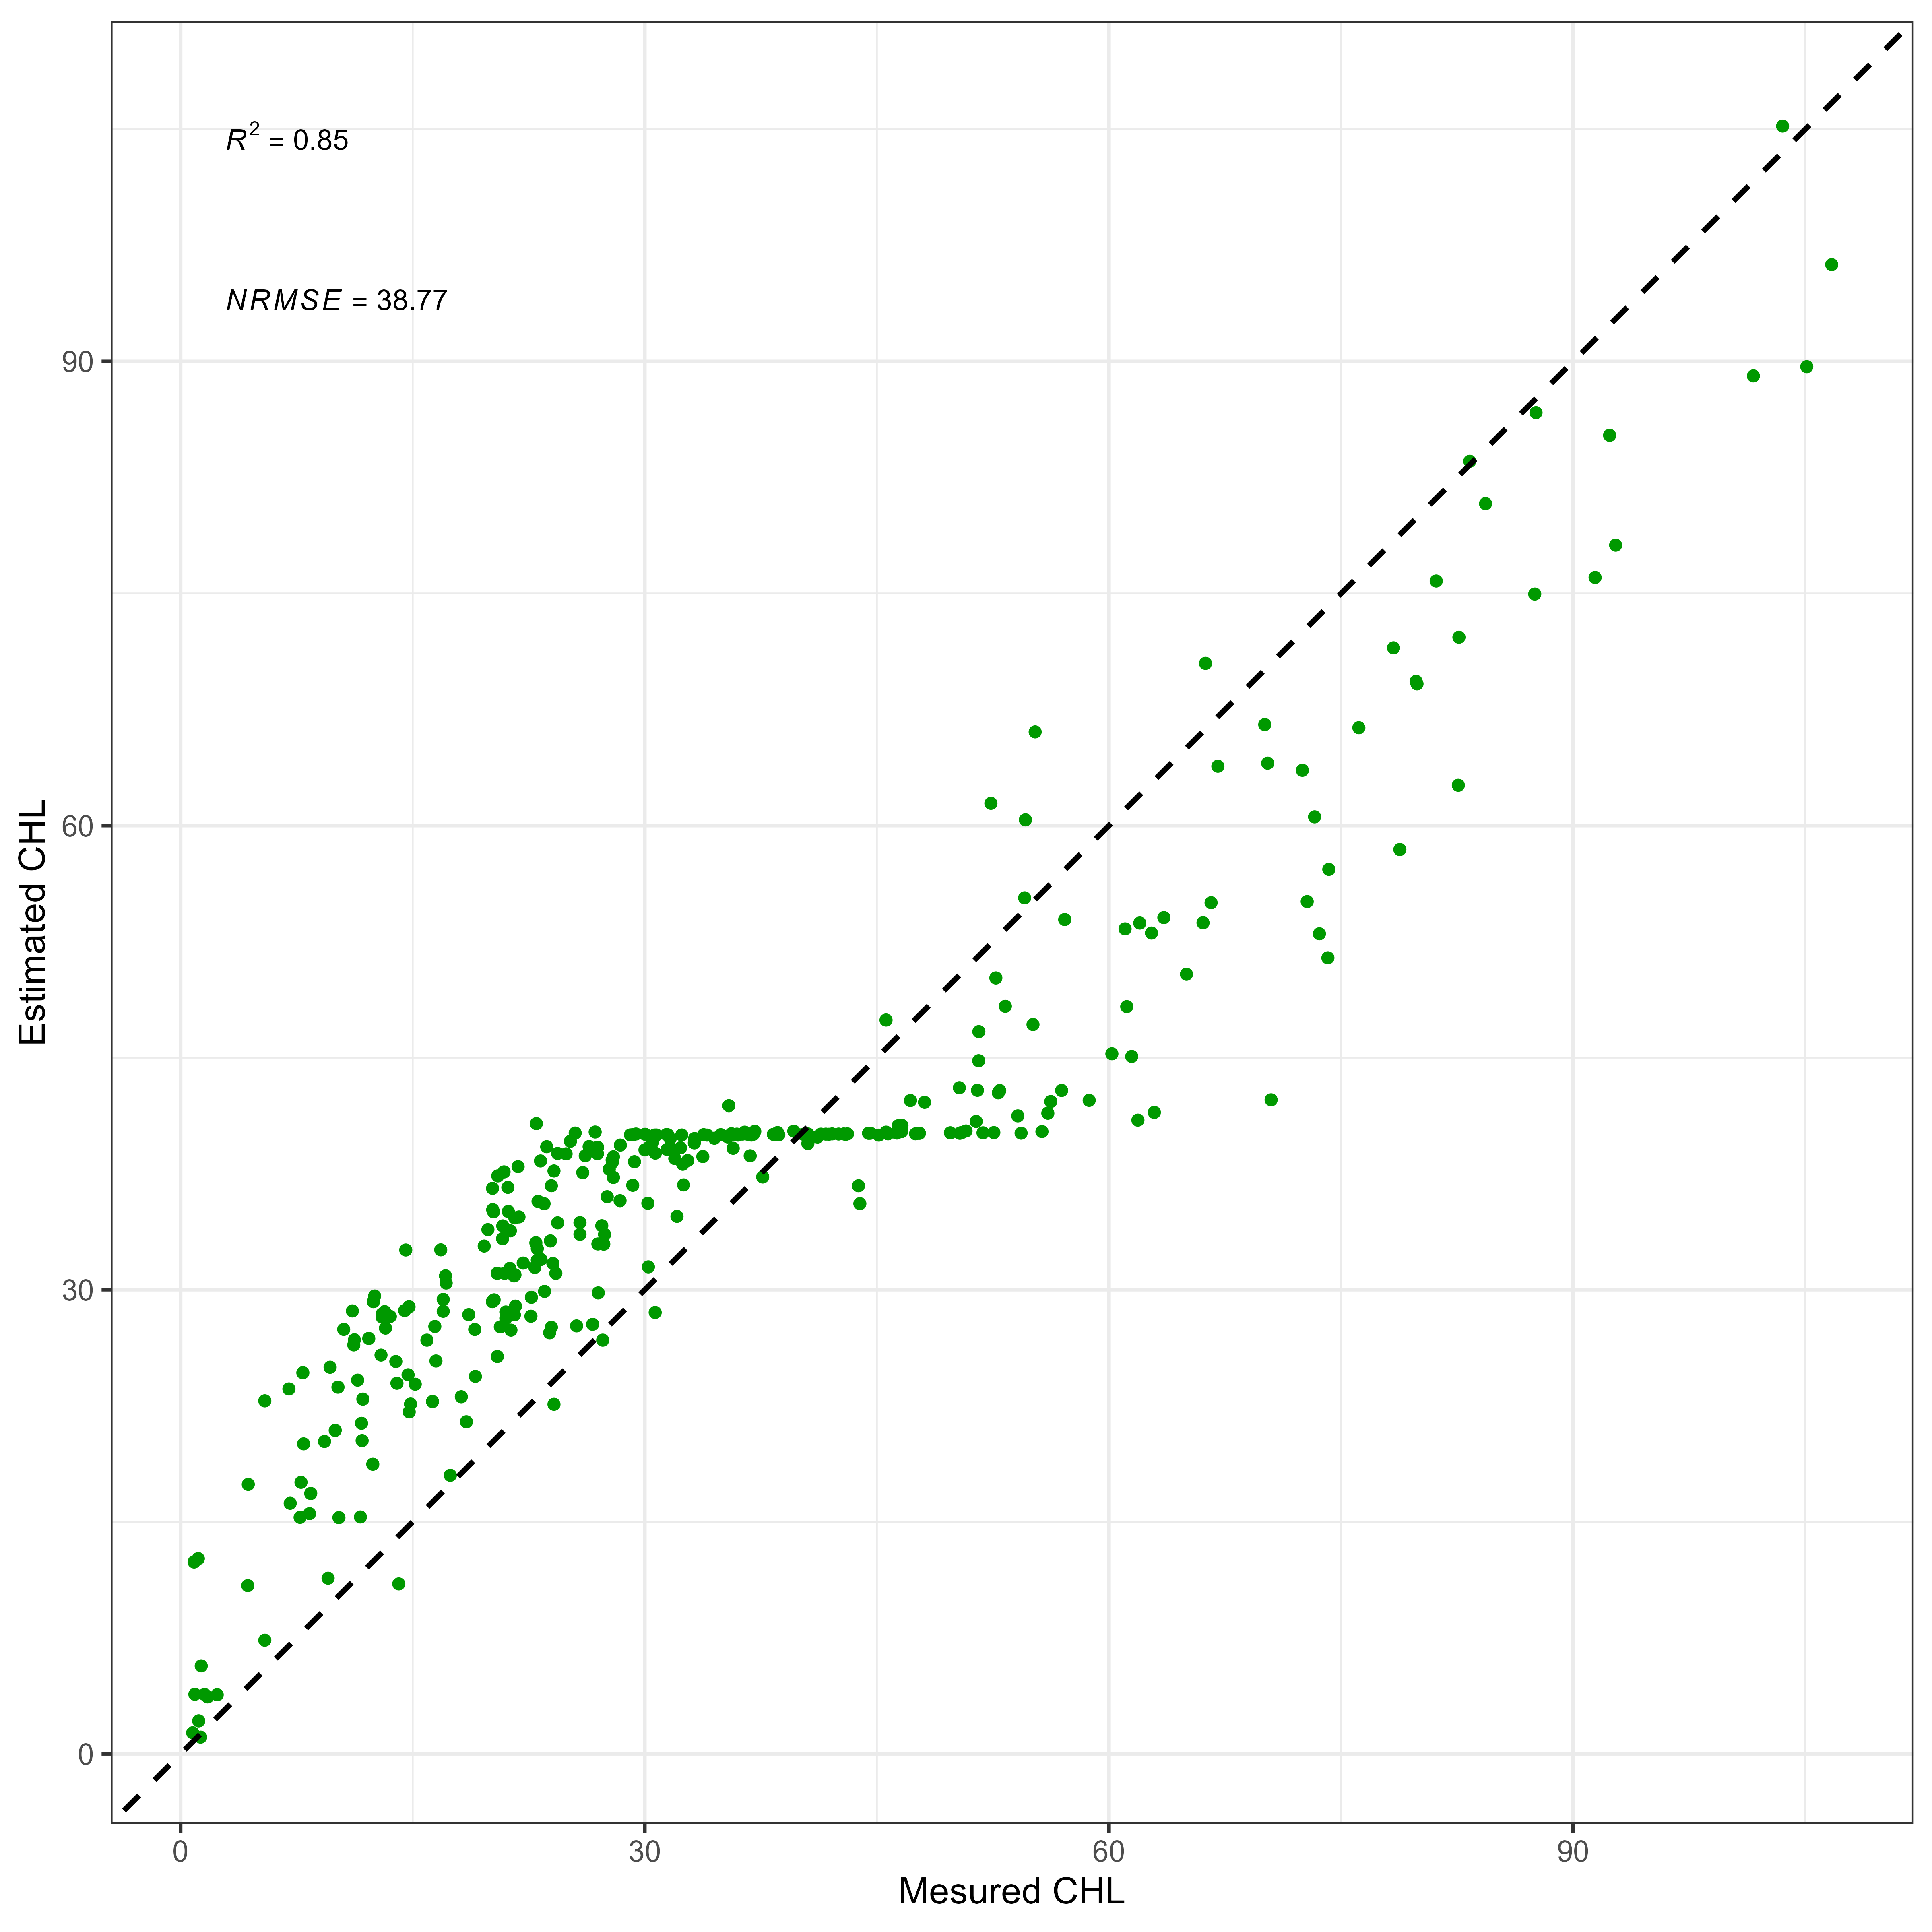 R² = 0.85
NRMSE = 38.77
90
60
30
0
Estimated CHL
0 30 60 90
Mesured CHL